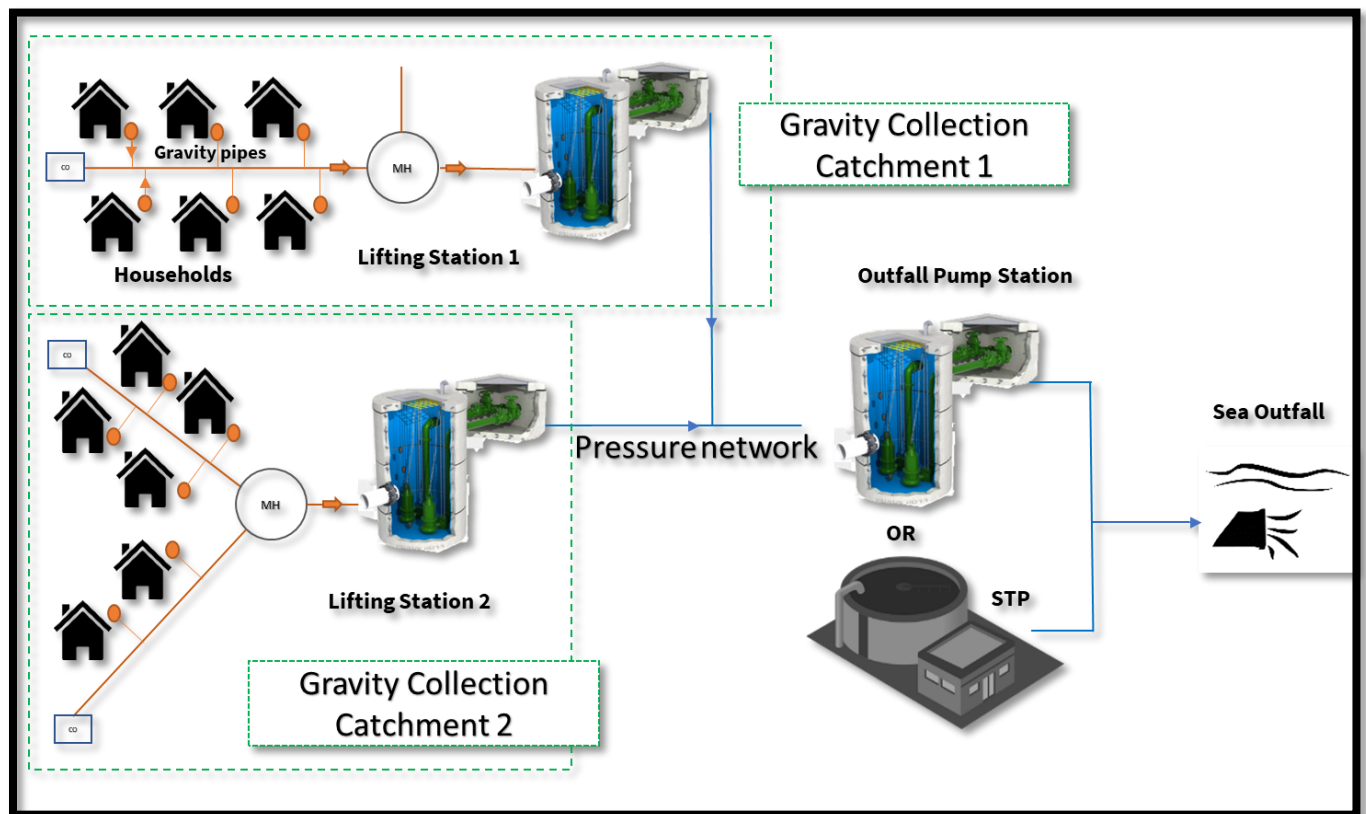 Gravity Collection
Catchment 1
Gravity pipes
CO
MH
Households
Lifting Station 1
Outfall Pump Station
CO
Pressure network
Sea Outfall
MH
OR
STP
Lifting Station 2
Gravity Collection
Catchment 2
CO